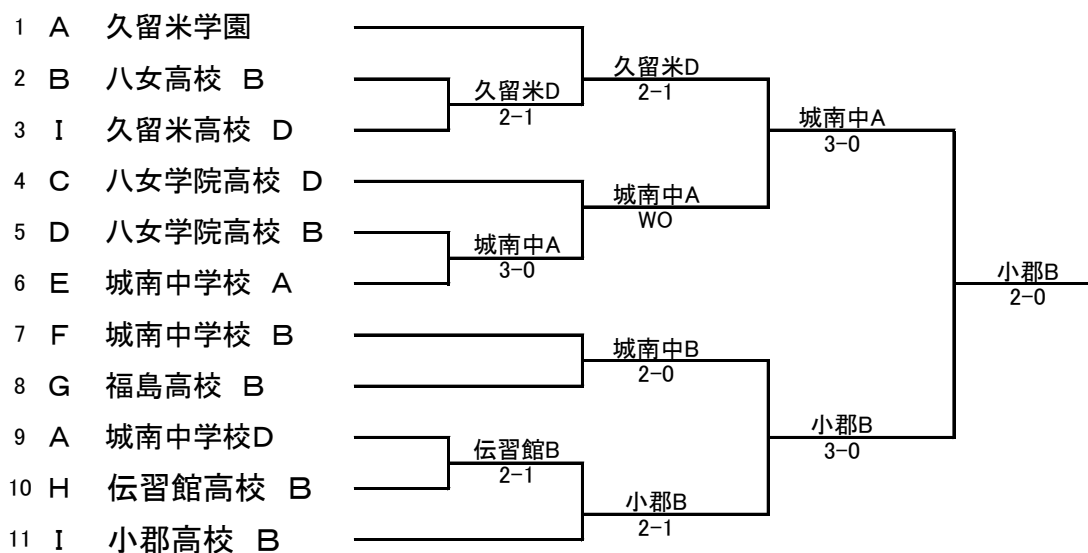 1 A 久留米学園
2 B 八女高校 B
3 I 久留米高校 D
4 C 八女学院高校 D
5 D 八女学院高校 B
6 E 城南中学校 A
7 F 城南中学校 B
8 G 福島高校 B
9 A 城南中学校D
10 H 伝習館高校 B
11 I 小郡高校 B
久留米D
2-1
城南中A
3-0
伝習館B
2-1
久留米D
2-1
城南中A
WO
城南中B
2-0
小郡B
2-1
城南中A
3-0
小郡B
3-0
小郡B
2-0